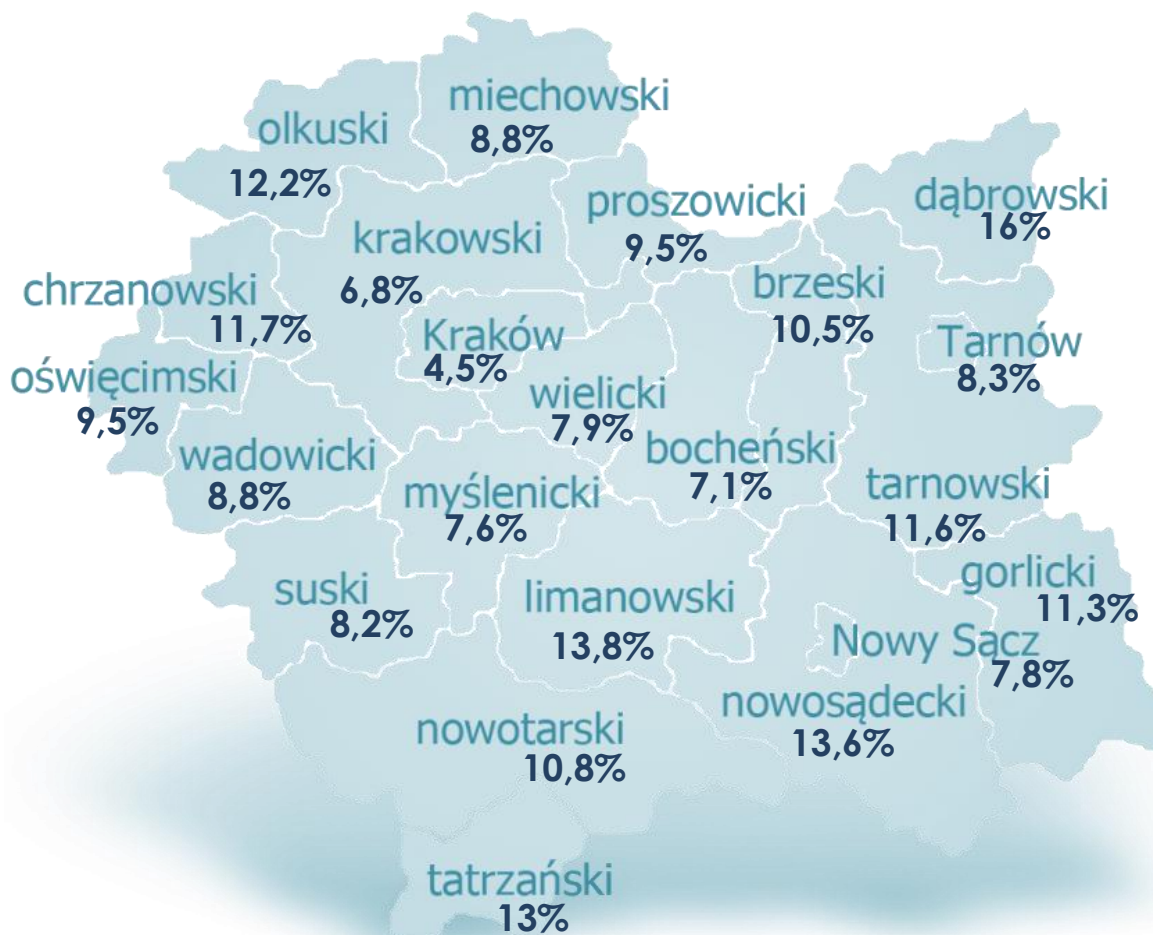 miechowski
8,8%
olkuski
12,2%
proszowicki
9,5%
dąbrowski
16%
krakowski
6,8%
brzeski
10,5%
chrzanowski
11,7%
Kraków
4,5%
Tarnów
8,3%
oświęcimski
9,5%
wielicki
7,9%
wadowicki
8,8%
bocheński
7,1%
myślenicki
7,6%
tarnowski
11,6%
gorlicki
11,3%
suski
8,2%
limanowski
13,8%
Nowy Sącz
7,8%
nowosądecki
13,6%
nowotarski
10,8%
tatrzański
13%